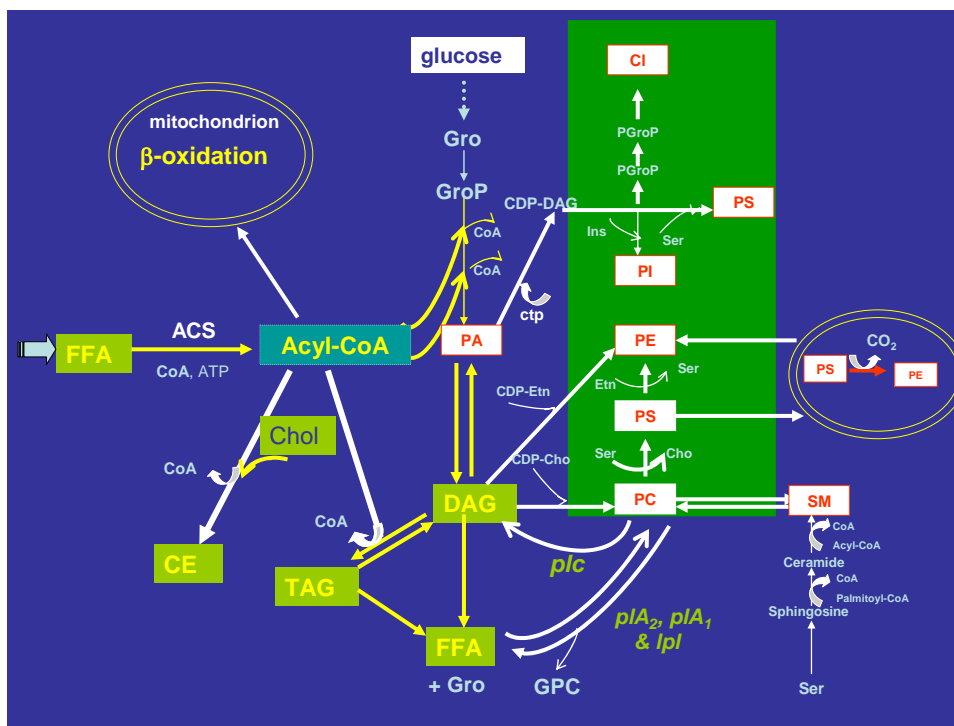 glucose
CI
mitochondrion
β-oxidation
PGroP
Gro
PGroP
GroP
CDP-DAG
PS
CoA
Ins
Ser
CoA
PI
ctp
ACS
FFA
Acyl-CoA
PA
PE
CO2
CoA, ATP
PS
PE
Etn
Ser
CDP-Etn
PS
Chol
Ser
Cho
CDP-Cho
CoA
DAG
PC
SM
CoA
CoA
Acyl-CoA
plc
Ceramide
CE
TAG
CoA
Palmitoyl-CoA
Sphingosine
plA2, plA1
& lpl
FFA
+ Gro
GPC
Ser